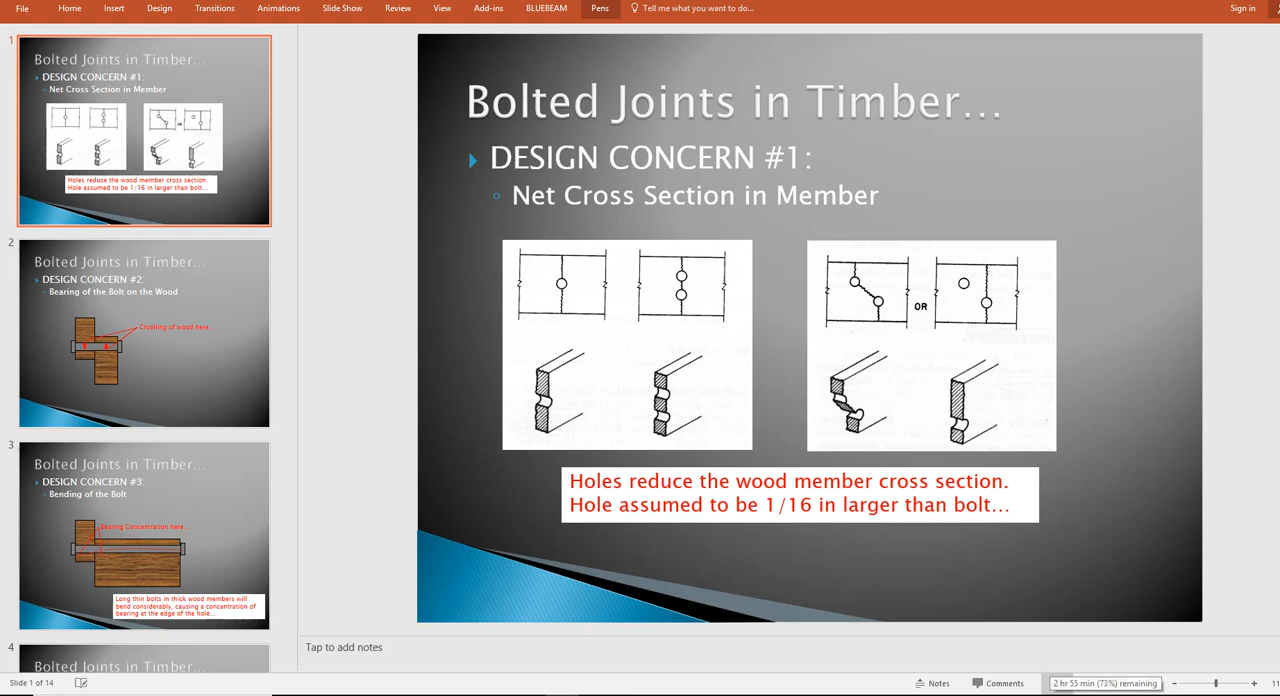 File Home Insert Design Transitions Animations Slide Show Review View Add-ins BLUEBEAM Pens Tell me what you want to do... Sign in
1
Bolted Joints in Timber...
DESIGN CONCERN #1:
Net Cross Section in Member
OR
Holes reduce the wood member cross section.
Hole assumed to be 1/16 in larger than bolt...
2
Bolted Joints in Timber...
DESIGN CONCERN #2:
Bearing of the Bolt on the Wood
Crushing of wood here...
3
Bolted Joints in Timber...
DESIGN CONCERN #3:
Bending of the Bolt
Bearing Concentration here...
Long thin bolts in thick wood members will
bend considerably, causing a concentration of
bearing at the edge of the hole...
4
Bolted Joints in Timber...
Bolted Joints in Timber...
DESIGN CONCERN #1:
Net Cross Section in Member
OR
Holes reduce the wood member cross section.
Hole assumed to be 1/16 in larger than bolt...
Tap to add notes
Slide 1 of 14 Notes Comments 2 hr 55 min (73%) remaining